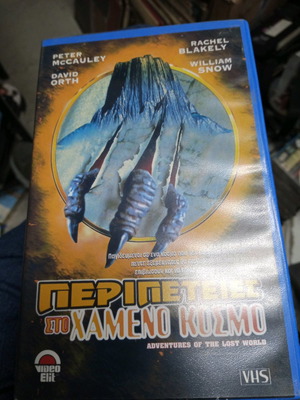 PETER
McCAULEY
RACHEL
BLAKELY
DAVID
ORTH
WILLIAM
SNOW
ΠΕΡΙΠΕΤΕΙΕΣ
ΣΤΟ ΧΑΜΕΝΟ ΚΟΣΜΟ
ADVENTURES OF THE LOST WORLD
Video
Elit
VHS